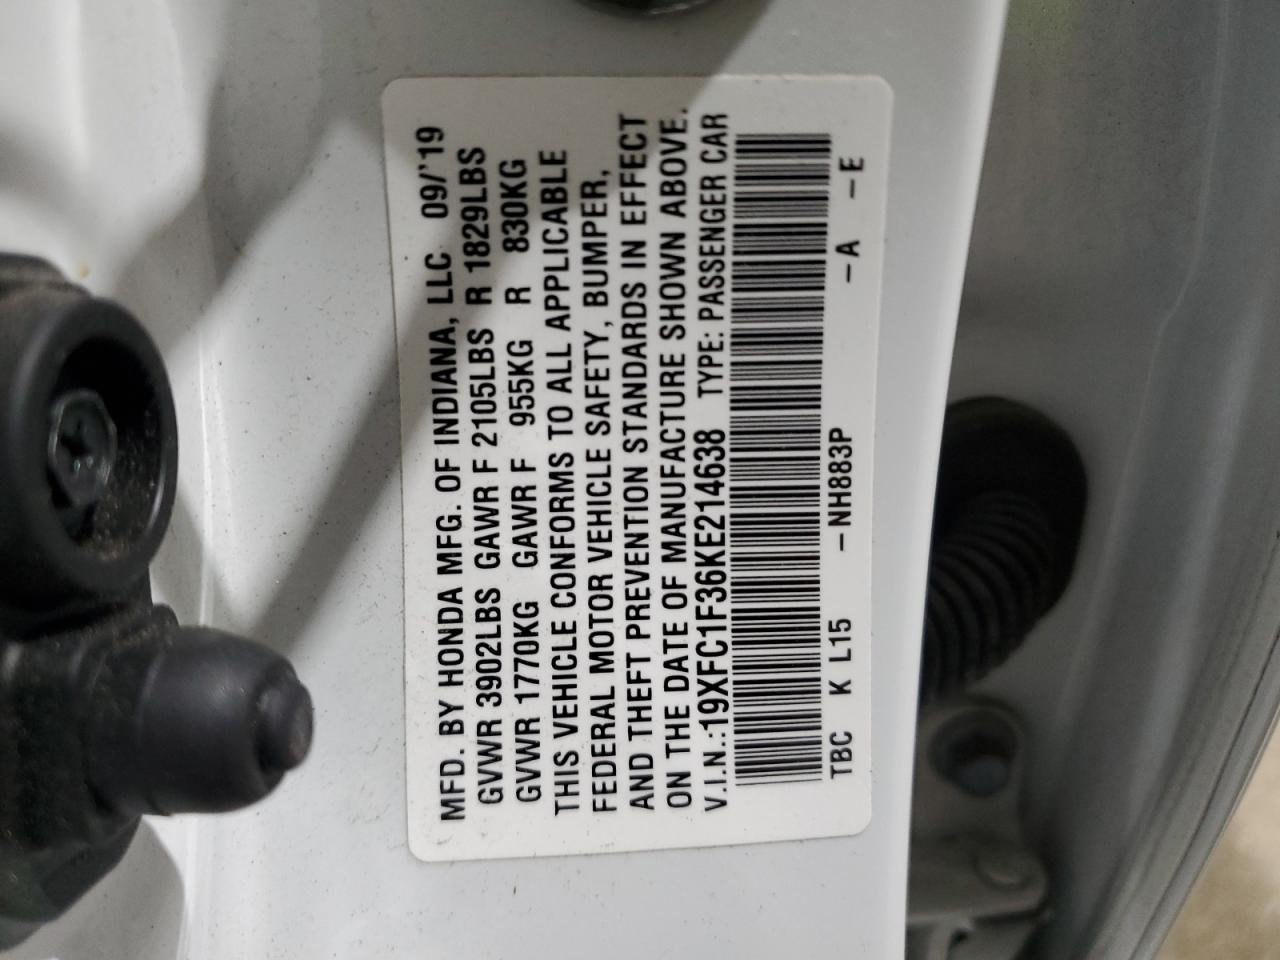 MFD. BY HONDA MFG. OF INDIANA, LLC 09/'19
GVWR 3902LBS GAWR F 2105LBS R 1829LBS
GVWR 1770KG GAWR F 955KG R 830KG
THIS VEHICLE CONFORMS TO ALL APPLICABLE
FEDERAL MOTOR VEHICLE SAFETY, BUMPER,
AND THEFT PREVENTION STANDARDS IN EFFECT
ON THE DATE OF MANUFACTURE SHOWN ABOVE.
V.I.N.:19XFC1F36KE214638 TYPE: PASSENGER CAR
TBC K L15 -NH883P -A -E